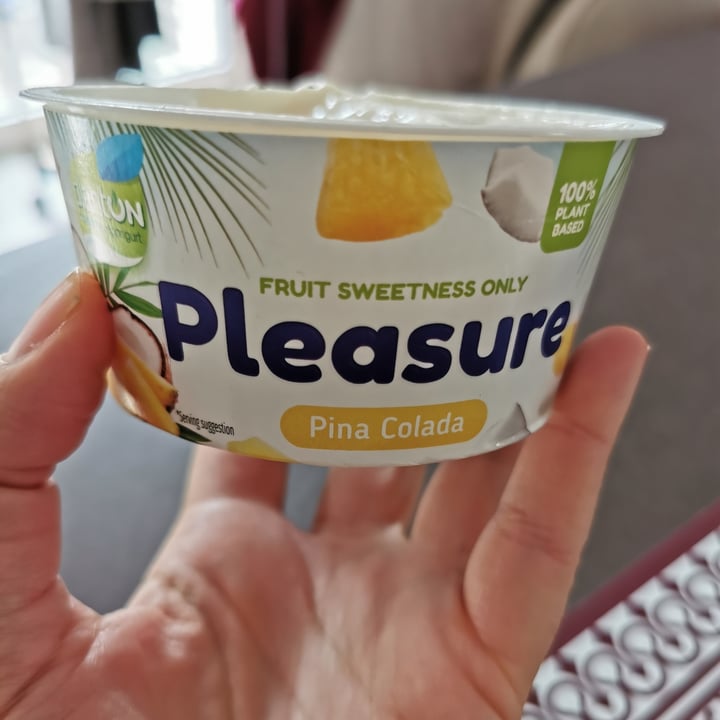 100%
PLANT
BASED
FRUIT SWEETNESS ONLY
Pleasure
*Serving suggestion
Pina Colada